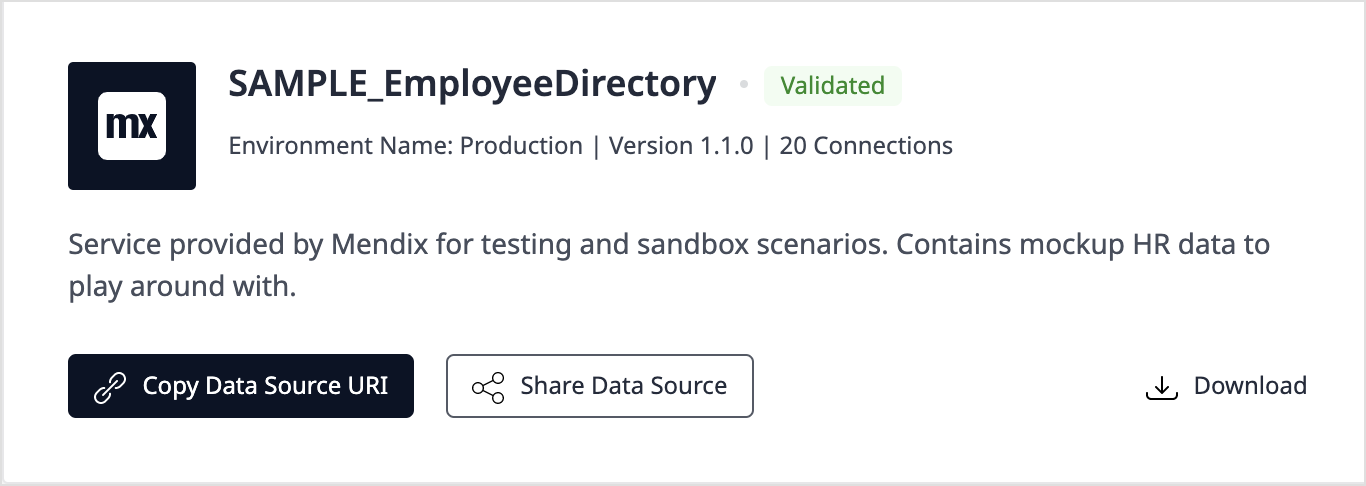 mx
SAMPLE_EmployeeDirectory
Validated
Environment Name: Production | Version 1.1.0 | 20 Connections
Service provided by Mendix for testing and sandbox scenarios. Contains mockup HR data to
play around with.
Copy Data Source URI
Share Data Source
Download